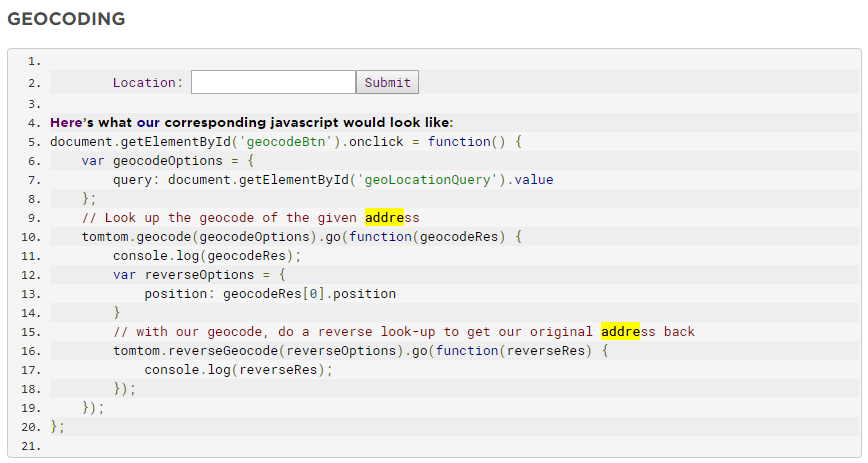 GEOCODING
1.
2. Location: Submit
3.
4. Here's what our corresponding javascript would look like:
5. document.getElementById('geocodeBtn').onclick = function() {
6. var geocodeOptions = {
7. query: document.getElementById('geoLocationQuery').value
8. };
9. // Look up the geocode of the given address
10. tomtom.geocode(geocodeOptions).go(function(geocodeRes) {
11. console.log(geocodeRes);
12. var reverseOptions = {
13. position: geocodeRes[0].position
14. }
15. // with our geocode, do a reverse look-up to get our original address back
16. tomtom.reverseGeocode(reverseOptions).go(function(reverseRes) {
17. console.log(reverseRes);
18. });
19. });
20. };
21.